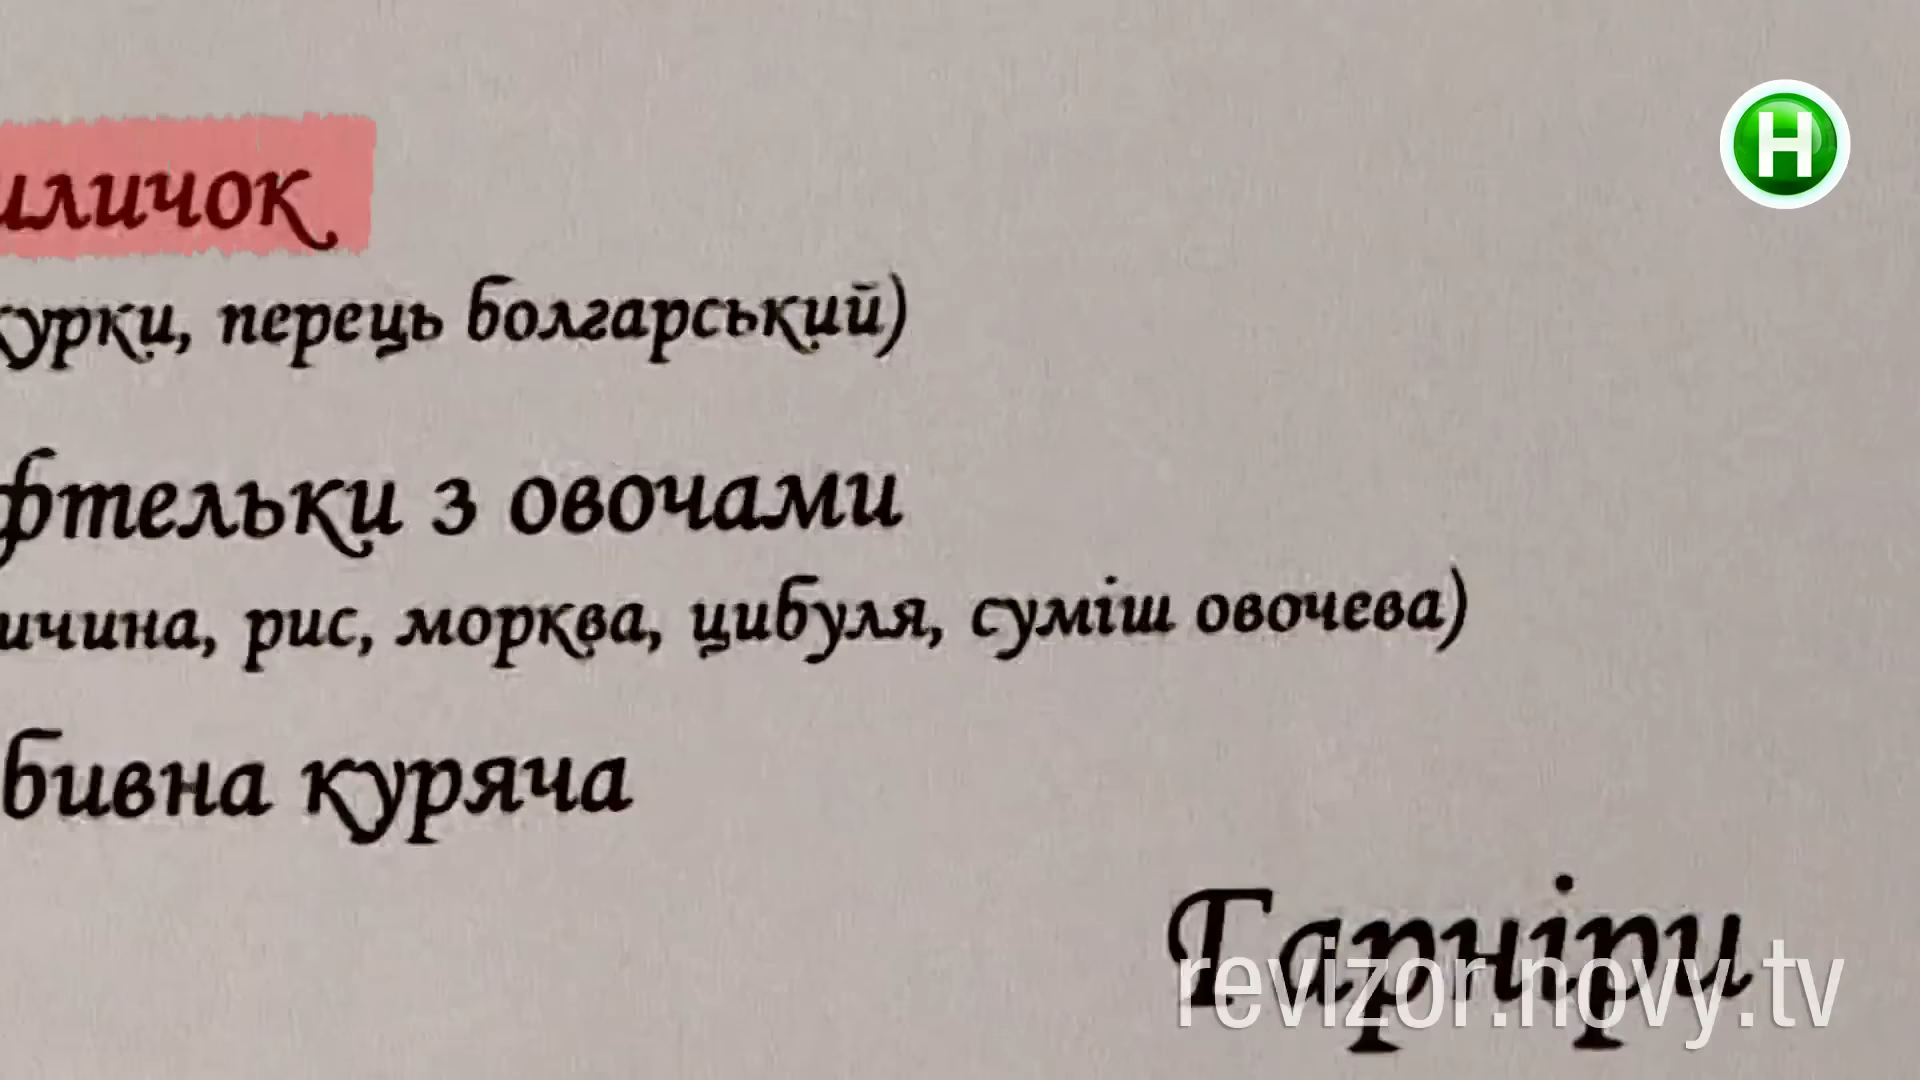 H
иличок
курки, перець болгарський)
фтельки з овочами
ичина, рис, морква, цибуля, суміш овочева)
бивна куряча
Гарніри
revizor.novy.tv